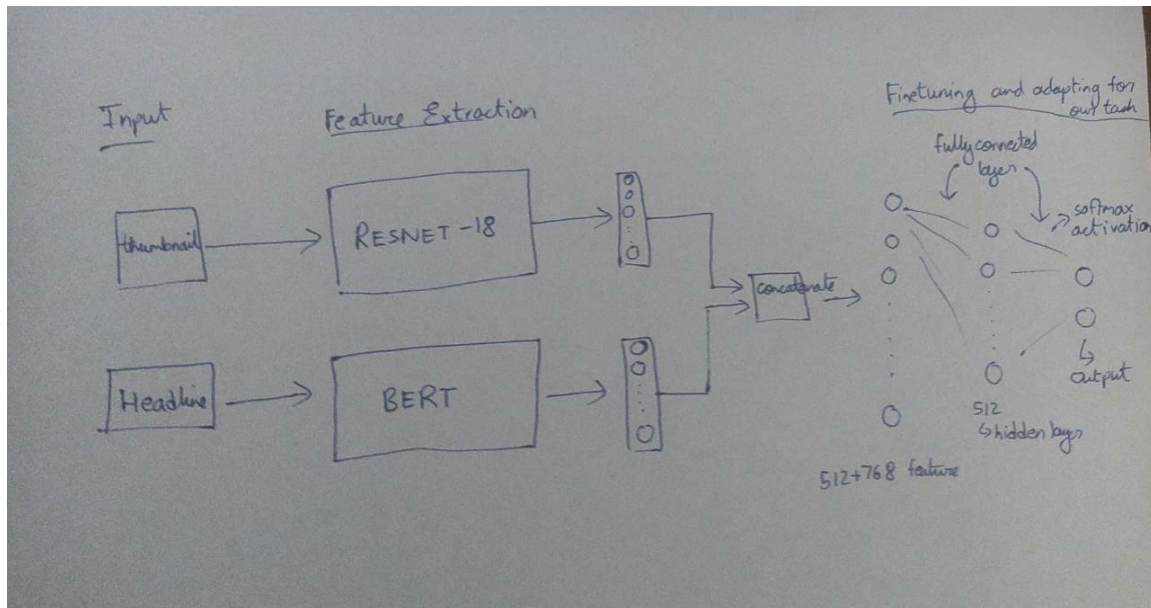 Input
Feature Extraction
Finetuning and adapting for
our task
fully connected
layer
softmax
activation
thumbnail
RESNET-18
concatenate
Headline
BERT
output
512
hidden layer
512+768 feature